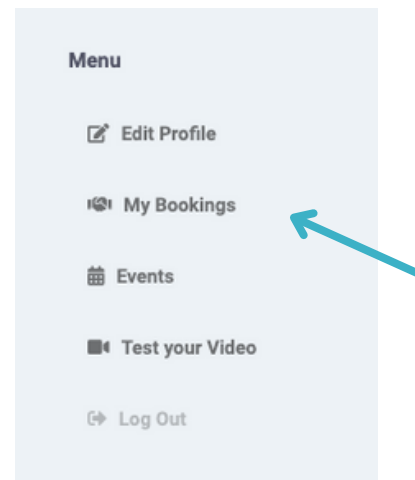 Menu
Edit Profile
My Bookings
Events
Test your Video
Log Out